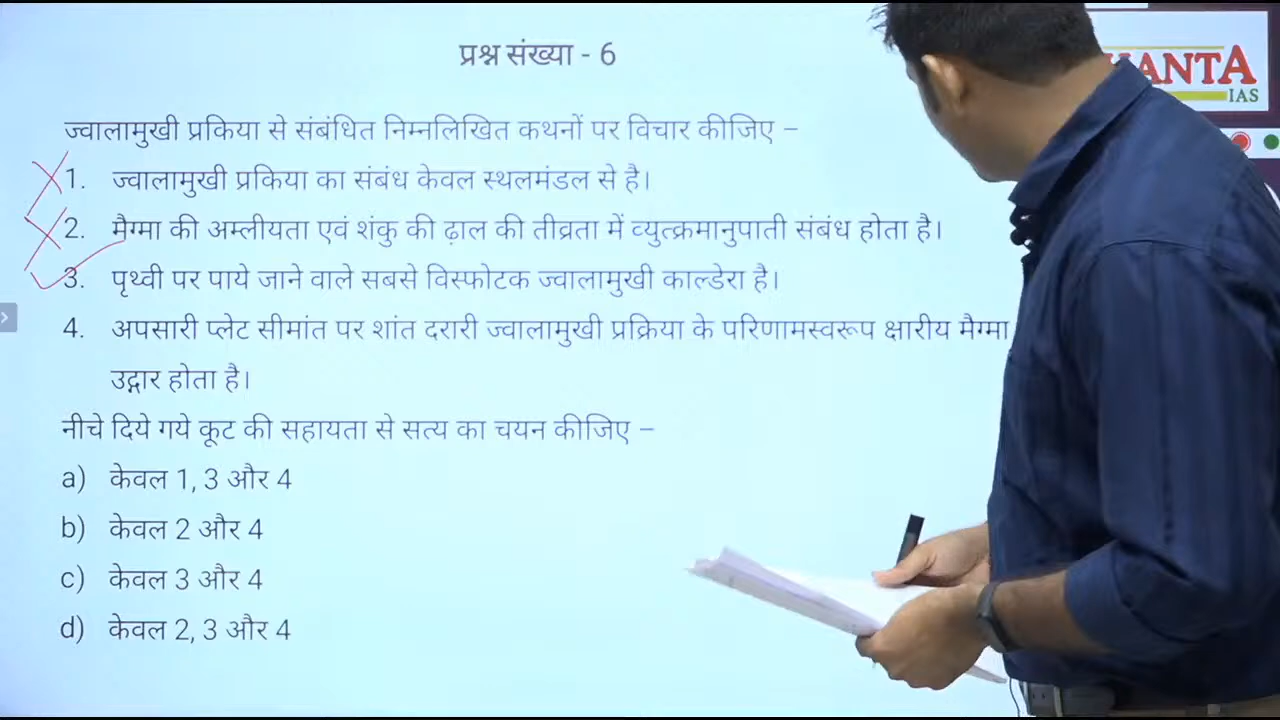 प्रश्न संख्या - 6
KANTA
IAS
ज्वालामुखी प्रकिया से संबंधित निम्नलिखित कथनों पर विचार कीजिए –
1. ज्वालामुखी प्रकिया का संबंध केवल स्थलमंडल से है।
2. मैग्मा की अम्लीयता एवं शंकु की ढ़ाल की तीव्रता में व्युत्क्रमानुपाती संबंध होता है।
3. पृथ्वी पर पाये जाने वाले सबसे विस्फोटक ज्वालामुखी काल्डेरा है।
4. अपसारी प्लेट सीमांत पर शांत दरारी ज्वालामुखी प्रक्रिया के परिणामस्वरूप क्षारीय मैग्मा
उद्गार होता है।
नीचे दिये गये कूट की सहायता से सत्य का चयन कीजिए –
a) केवल 1, 3 और 4
b) केवल 2 और 4
c) केवल 3 और 4
d) केवल 2, 3 और 4